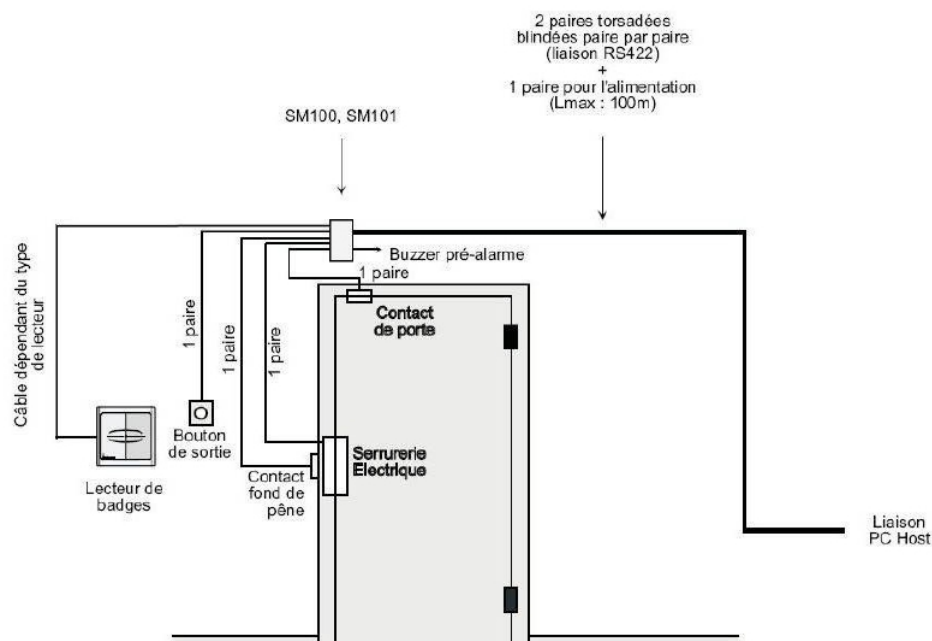 2 paires torsadées
blindées paire par paire
(liaison RS422)
+
1 paire pour l'alimentation
(Lmax : 100m)
SM100, SM101
Buzzer pré-alarme
1 paire
Contact
de porte
Câble dépendant du type
de lecteur
1 paire
1 paire
1 paire
Bouton
de sortie
Serrurerie
Electrique
Contact
fond de
pêne
Lecteur de
badges
Liaison
PC Host